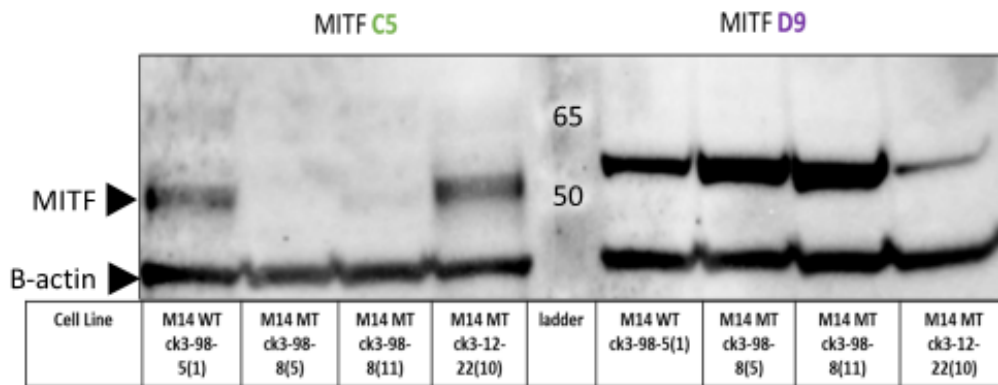 MITF C5
MITF D9
65
MITF
50
B-actin
Cell Line
M14 WT
ck3-98-
5(1)
M14 MT
ck3-98-
8(5)
M14 MT
ck3-98-
8(11)
M14 MT
ck3-12-
22(10)
ladder
M14 WT
ck3-98-5(1)
M14 MT
ck3-98-
8(5)
M14 MT
ck3-98-
8(11)
M14 MT
ck3-12-
22(10)